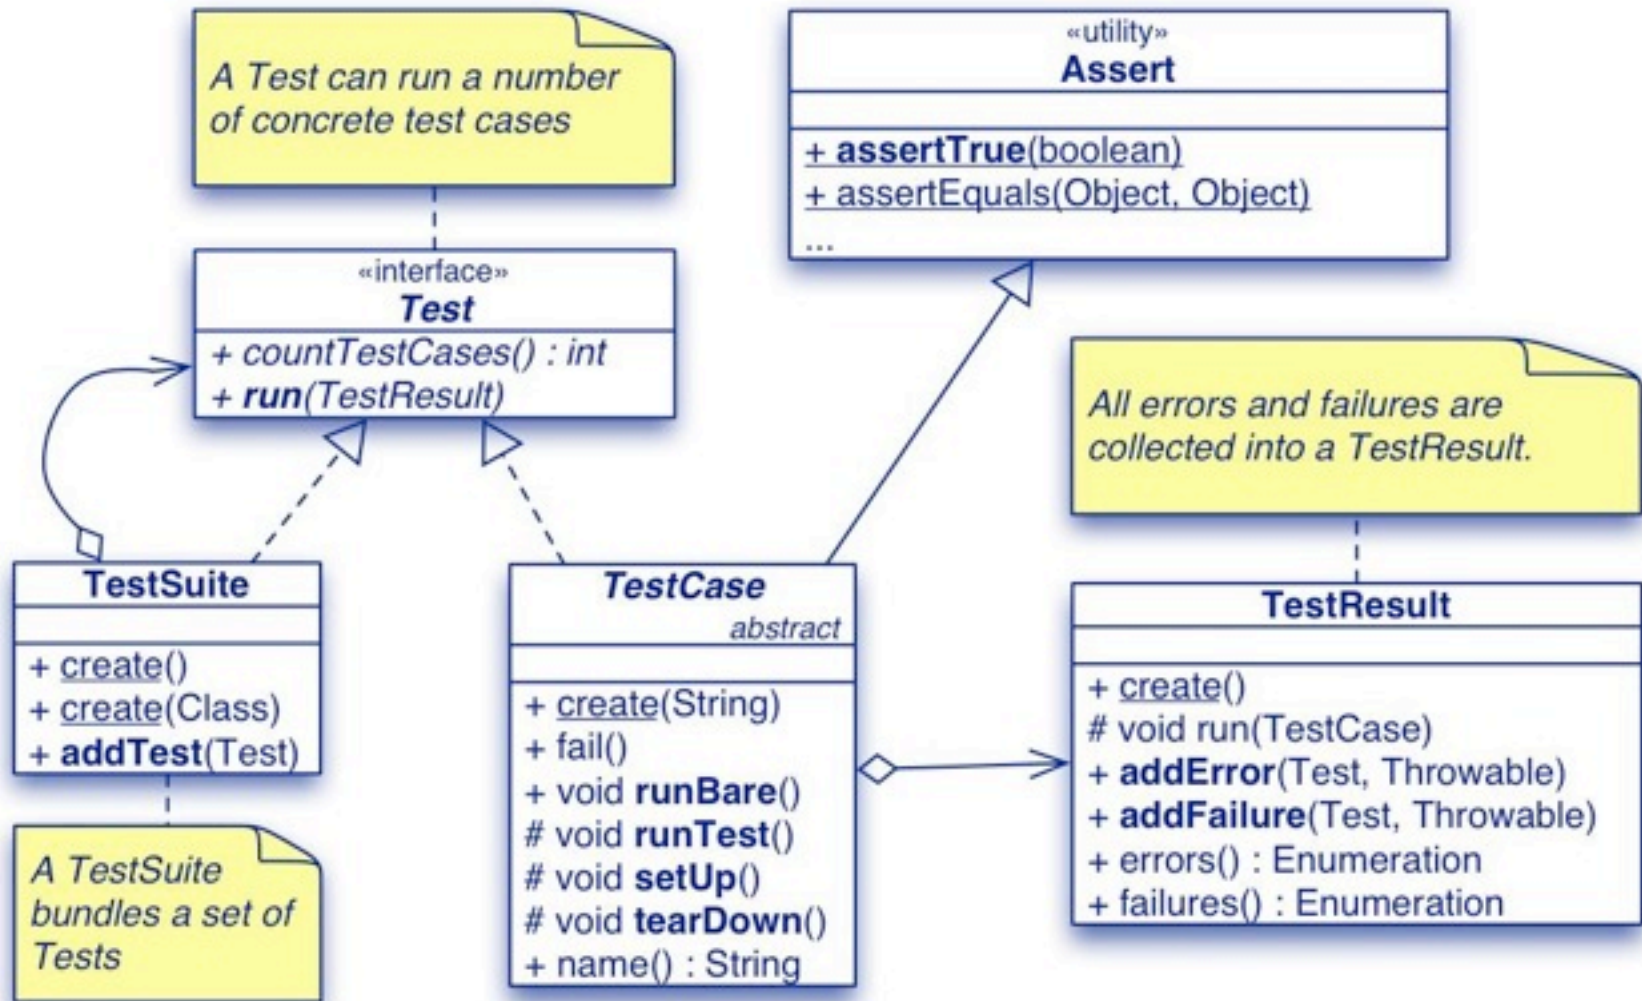 A Test can run a number
of concrete test cases
«utility»
Assert
+ assertTrue(boolean)
+ assertEquals(Object, Object)
...
«interface»
Test
+ countTestCases() : int
+ run(TestResult)
All errors and failures are
collected into a TestResult.
TestSuite
+ create()
+ create(Class)
+ addTest(Test)
A TestSuite
bundles a set of
Tests
TestCase
abstract
+ create(String)
+ fail()
+ void runBare()
# void runTest()
# void setUp()
# void tearDown()
+ name() : String
TestResult
+ create()
# void run(TestCase)
+ addError(Test, Throwable)
+ addFailure(Test, Throwable)
+ errors() : Enumeration
+ failures() : Enumeration